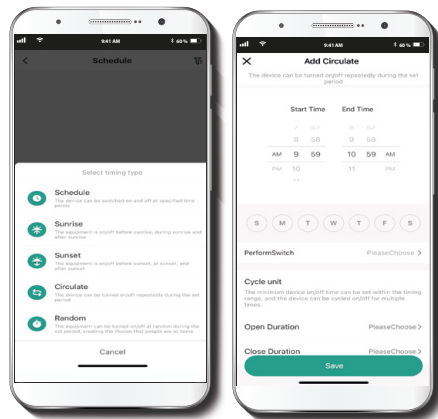 9:41 AM
60%
Schedule
Select timing type
Schedule
The device can be switched on and off at specified time
points
Sunrise
The equipment is on/off before sunrise, during sunrise and
after sunrise
Sunset
The equipment is on/off before sunset, at sunset, and
after sunset
Circulate
The device can be turned on/off repeatedly during the set
period
Random
The equipment can be turned on/off at random during the
set period, creating the illusion that people are at home
Cancel
9:41 AM
60%
Add Circulate
The device can be turned on/off repeatedly during the set
period
Start Time End Time
7 57 8 57
8 58 9 58
AM 9 59 10 59 AM
PM 10 11 PM
S M T W T F S
PerformSwitch PleaseChoose >
Cycle unit
The minimum device on/off time can be set within the timing
range, and the device can be cycled on/off for multiple
times.
Open Duration PleaseChoose >
Close Duration PleaseChoose >
Save